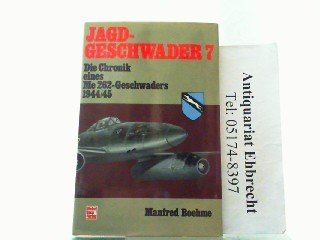 JAGD-
GESCHWADER 7
Die Chronik
eines
Me 262-Geschwaders
1944/45
Manfred Boehme
Antiquariat Ehbrecht
Tel: 05174-8397